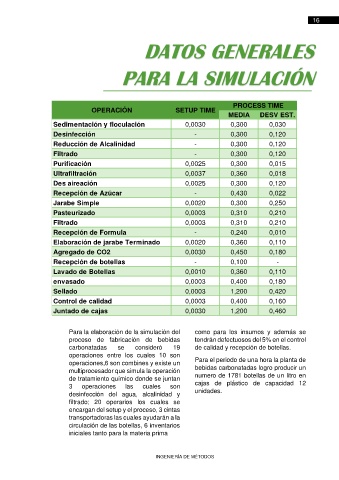 16
DATOS GENERALES
PARA LA SIMULACIÓN
OPERACIÓN SETUP TIME PROCESS TIME
MEDIA DESV EST.
Sedimentación y floculación 0,0030 0,300 0,030
Desinfección - 0,300 0,120
Reducción de Alcalinidad - 0,300 0,120
Filtrado - 0,300 0,120
Purificación 0,0025 0,300 0,015
Ultrafiltración 0,0037 0,360 0,018
Des aireación 0,0025 0,300 0,120
Recepción de Azúcar - 0,430 0,022
Jarabe Simple 0,0020 0,300 0,250
Pasteurizado 0,0003 0,310 0,210
Filtrado 0,0003 0,310 0,210
Recepción de Formula - 0,240 0,010
Elaboración de jarabe Terminado 0,0020 0,360 0,110
Agregado de CO2 0,0030 0,450 0,180
Recepción de botellas - 0,100 -
Lavado de Botellas 0,0010 0,360 0,110
envasado 0,0003 0,400 0,180
Sellado 0,0003 1,200 0,420
Control de calidad 0,0003 0,400 0,160
Juntado de cajas 0,0030 1,200 0,460
Para la elaboración de la simulación del
proceso de fabricación de bebidas
carbonatadas se consideró 19
operaciones entre los cuales 10 son
operaciones,6 son combines y existe un
multiprocesador que simula la operación
de tratamiento químico donde se juntan
3 operaciones las cuales son
desinfección del agua, alcalinidad y
filtrado; 20 operarios los cuales se
encargan del setup y el proceso, 3 cintas
transportadoras las cuales ayudarán a la
circulación de las botellas, 6 inventarios
iniciales tanto para la materia prima
como para los insumos y además se
tendrán defectuosos del 5% en el control
de calidad y recepción de botellas.
Para el periodo de una hora la planta de
bebidas carbonatadas logro producir un
numero de 1781 botellas de un litro en
cajas de plástico de capacidad 12
unidades.
INGENIERÍA DE MÉTODOS